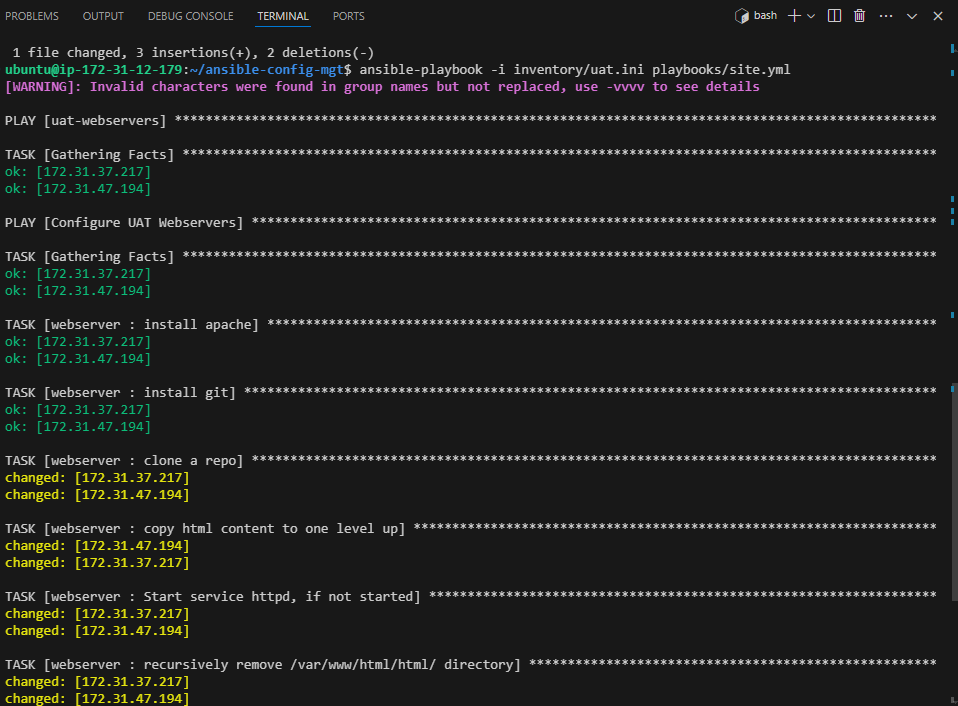 PROBLEMS OUTPUT DEBUG CONSOLE TERMINAL PORTS bash
1 file changed, 3 insertions(+), 2 deletions(-)
ubuntu@ip-172-31-12-179:~/ansible-config-mgt$ ansible-playbook -i inventory/uat.ini playbooks/site.yml
[WARNING]: Invalid characters were found in group names but not replaced, use -vvvv to see details
PLAY [uat-webservers] ***************************************************************************************************
TASK [Gathering Facts] **************************************************************************************************
ok: [172.31.37.217]
ok: [172.31.47.194]
PLAY [Configure UAT Webservers] *****************************************************************************************
TASK [Gathering Facts] **************************************************************************************************
ok: [172.31.37.217]
ok: [172.31.47.194]
TASK [webserver : install apache] ***************************************************************************************
ok: [172.31.37.217]
ok: [172.31.47.194]
TASK [webserver : install git] ******************************************************************************************
ok: [172.31.37.217]
ok: [172.31.47.194]
TASK [webserver : clone a repo] *****************************************************************************************
changed: [172.31.37.217]
changed: [172.31.47.194]
TASK [webserver : copy html content to one level up] ********************************************************************
changed: [172.31.47.194]
changed: [172.31.37.217]
TASK [webserver : Start service httpd, if not started] ******************************************************************
changed: [172.31.37.217]
changed: [172.31.47.194]
TASK [webserver : recursively remove /var/www/html/html/ directory] *****************************************************
changed: [172.31.37.217]
changed: [172.31.47.194]